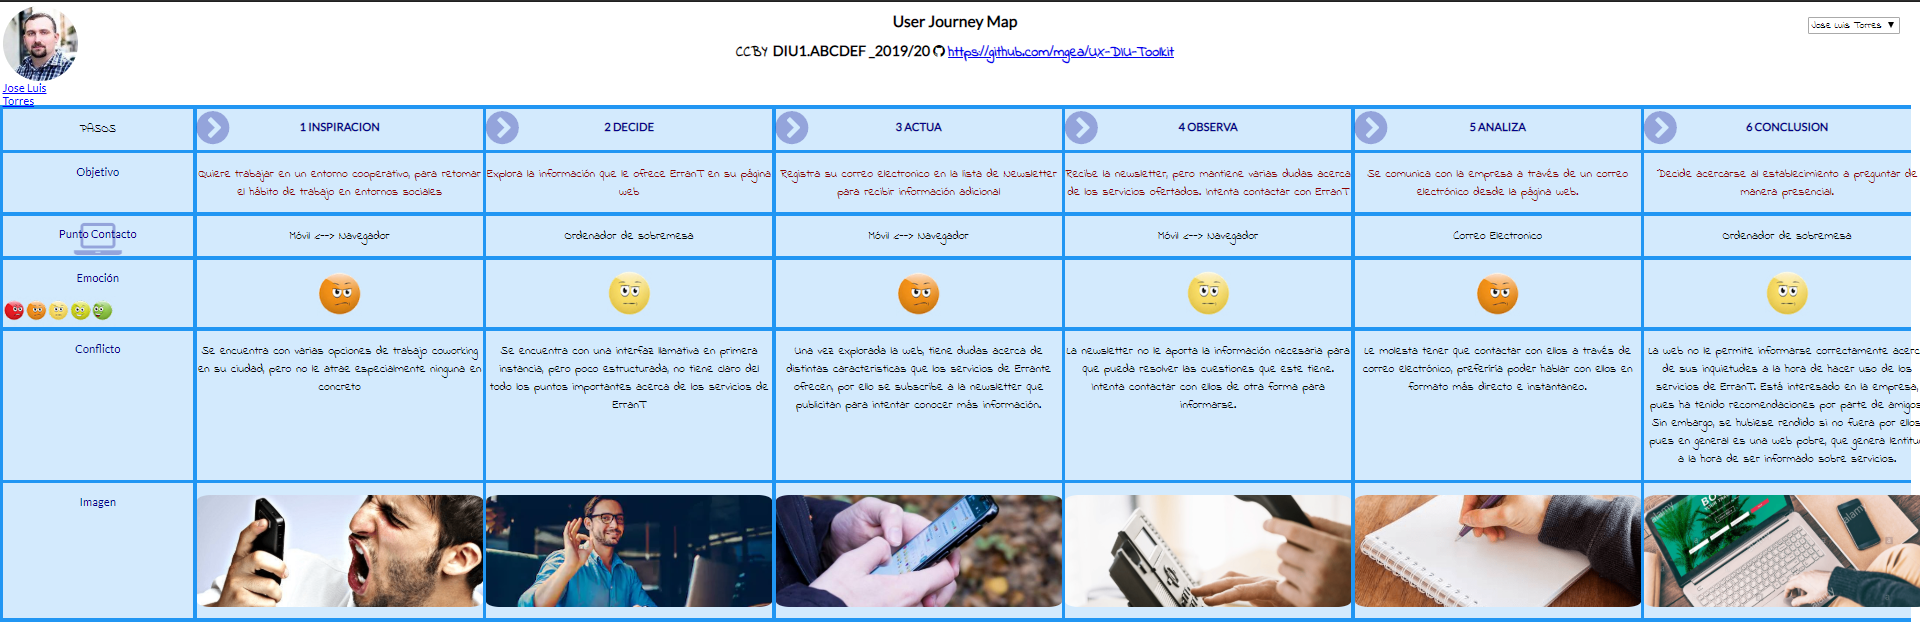 User Journey Map
Jose Luis Torres ▼
CCBY DIU1.ABCDEF _2019/20 https://github.com/mgea/UX-DIU-Toolkit
Jose Luis
Torres
PASOS
1 INSPIRACION
2 DECIDE
3 ACTUA
4 OBSERVA
5 ANALIZA
6 CONCLUSION
Objetivo
Quiere trabajar en un entorno cooperativo, para retomar
el hábito de trabajo en entornos sociales
Explora la información que le ofrece ErranT en su página
web
Registra su correo electronico en la lista de Newsletter
para recibir información adicional
Recibe la newsletter, pero mantiene varias dudas acerca
de los servicios ofertados. Intenta contactar con ErranT
Se comunica con la empresa a través de un correo
electrónico desde la página web.
Decide acercarse al establecimiento a preguntar de
manera presencial.
Punto Contacto
Móvil <--> Navegador
Ordenador de sobremesa
Móvil <--> Navegador
Móvil <--> Navegador
Correo Electronico
Ordenador de sobremesa
Emoción
Conflicto
Se encuentra con varias opciones de trabajo coworking
en su ciudad, pero no le atrae especialmente ninguna en
concreto
Se encuentra con una interfaz llamativa en primera
instancia, pero poco estructurada, no tiene claro del
todo los puntos importantes acerca de los servicios de
ErranT
Una vez explorada la web, tiene dudas acerca de
distintas caracteristicas que los servicios de Errante
ofrecen, por ello se subscribe a la newsletter que
publicitan para intentar conocer más información.
La newsletter no le aporta la información necesaria para
que pueda resolver las cuestiones que este tiene.
Intenta contactar con ellos de otra forma para
informarse.
Le molesta tener que contactar con ellos a través de
correo electrónico, preferiría poder hablar con ellos en
formato más directo e instantaneo.
La web no le permite informarse correctamente acerc
de sus inquietudes a la hora de hacer uso de los
servicios de ErranT. Está interesado en la empresa,
pues ha tenido recomendaciones por parte de amigos
Sin embargo, se hubiese rendido si no fuera por ellos
pues en general es una web pobre, que genera lentitu
a la hora de ser informado sobre servicios.
Imagen